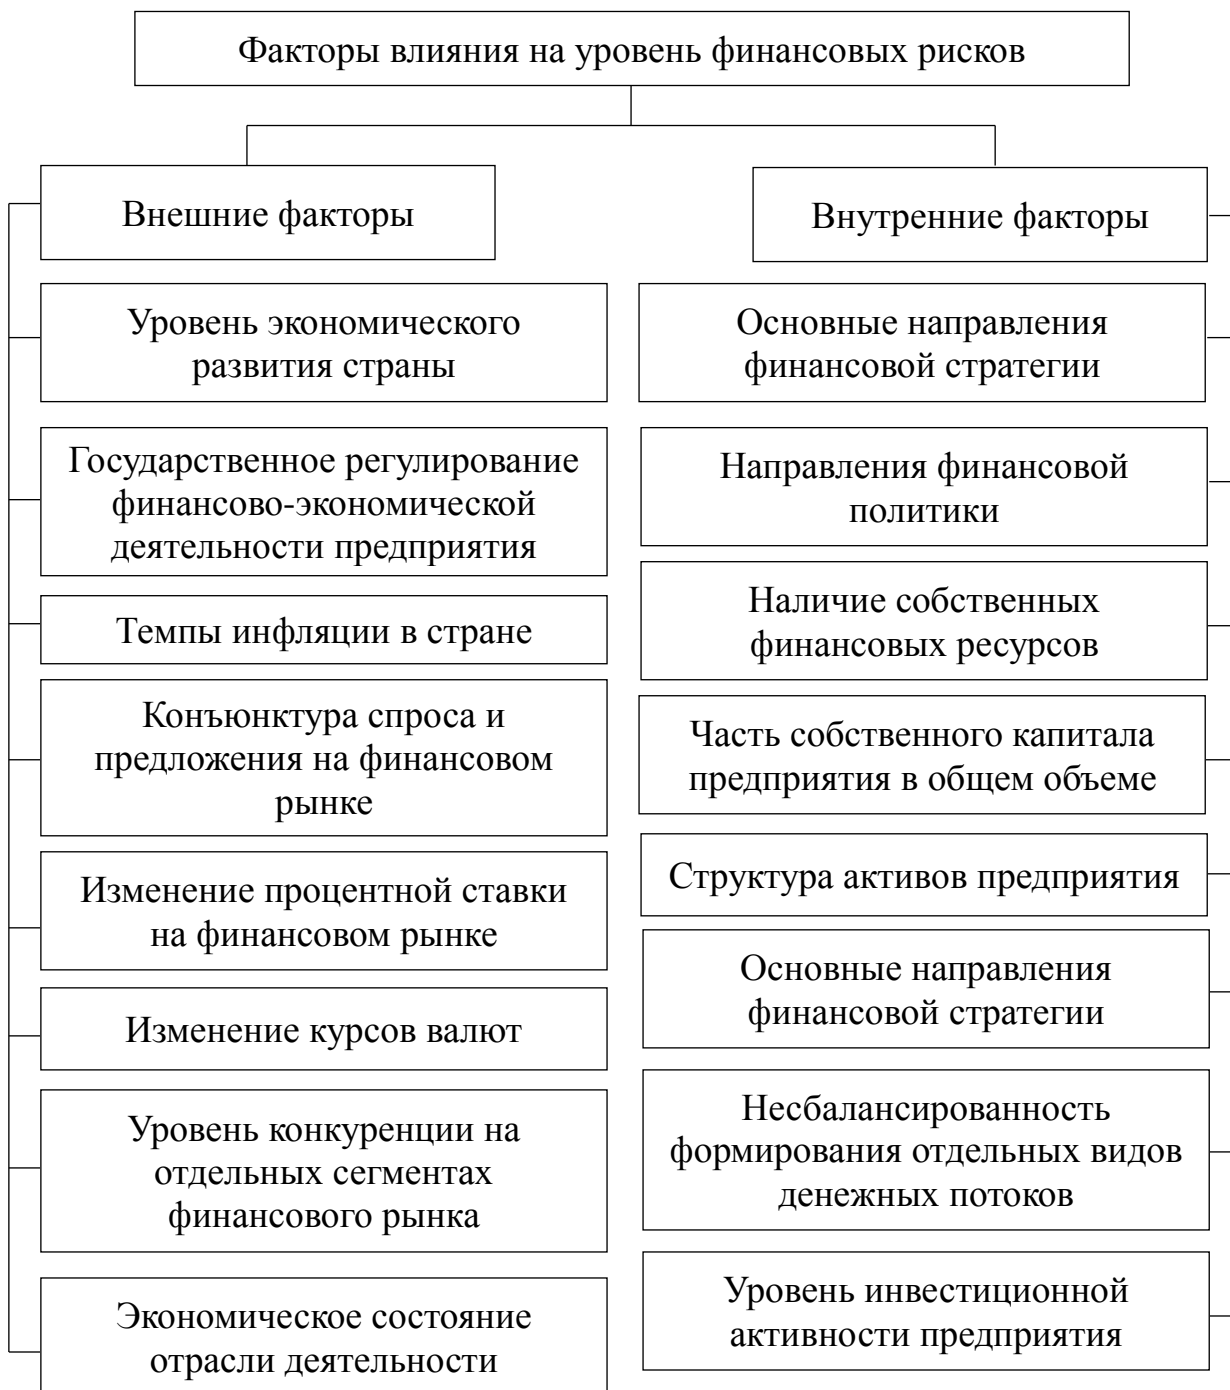 Факторы влияния на уровень финансовых рисков
Внешние факторы
Уровень экономического
развития страны
Государственное регулирование
финансово-экономической
деятельности предприятия
Темпы инфляции в стране
Конъюнктура спроса и
предложения на финансовом
рынке
Изменение процентной ставки
на финансовом рынке
Изменение курсов валют
Уровень конкуренции на
отдельных сегментах
финансового рынка
Экономическое состояние
отрасли деятельности
Внутренние факторы
Основные направления
финансовой стратегии
Направления финансовой
политики
Наличие собственных
финансовых ресурсов
Часть собственного капитала
предприятия в общем объеме
Структура активов предприятия
Основные направления
финансовой стратегии
Несбалансированность
формирования отдельных видов
денежных потоков
Уровень инвестиционной
активности предприятия